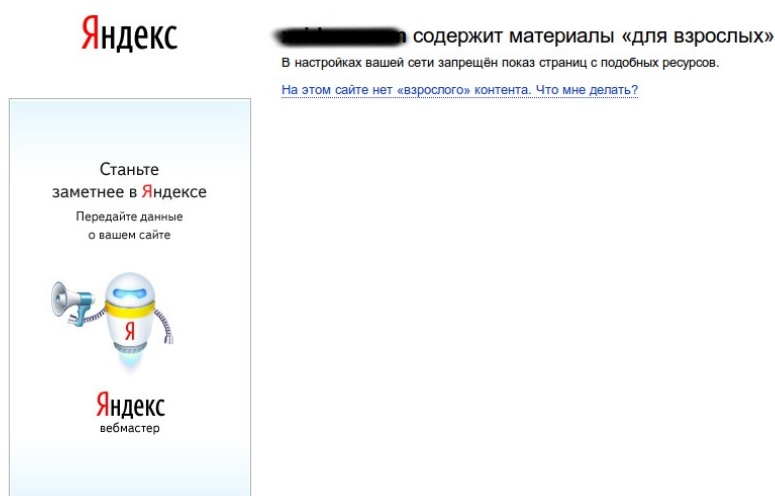 Яндекс
содержит материалы «для взрослых»
В настройках вашей сети запрещён показ страниц с подобных ресурсов.
На этом сайте нет «взрослого» контента. Что мне делать?
Станьте
заметнее в Яндексе
Передайте данные
о вашем сайте
Я
Яндекс
вебмастер